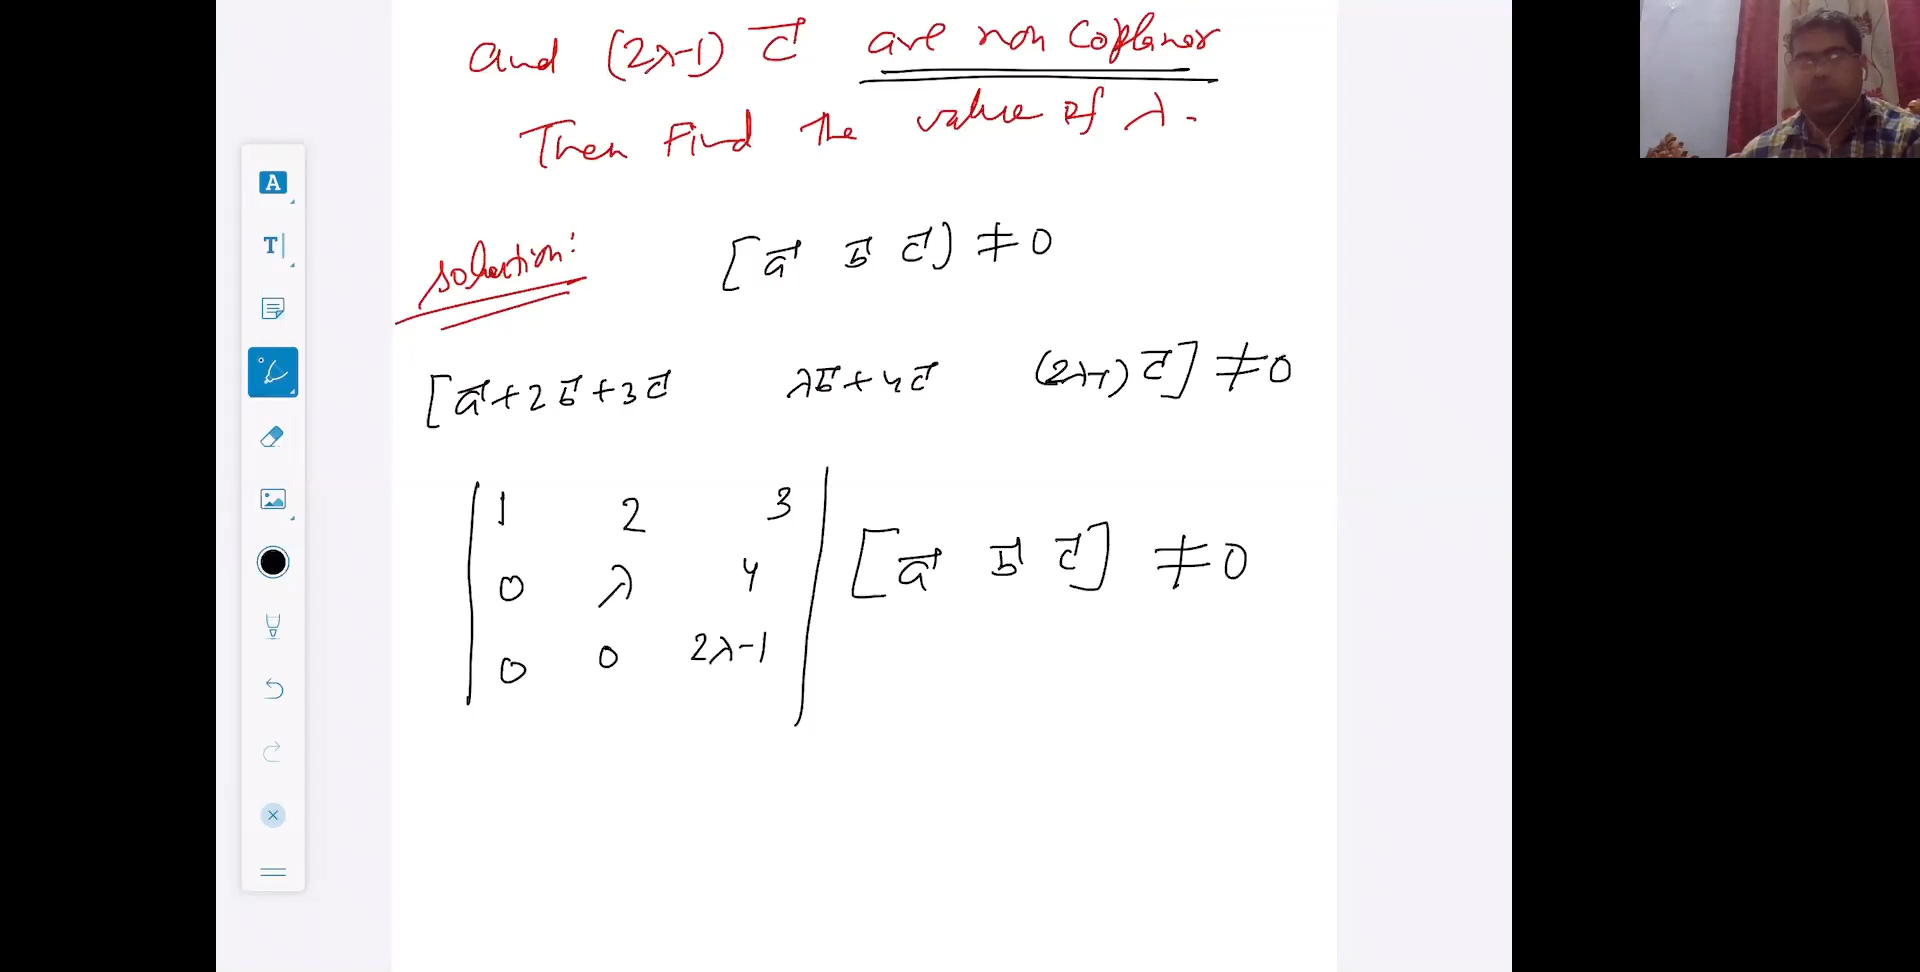 and (2λ-1) c⃗ are non Coplanar
Then Find the value of λ.
Solution:
[a⃗ b⃗ c⃗) ≠ 0
[a⃗+2b⃗+3c⃗ λb⃗+4c⃗ (2λ-1) c⃗] ≠ 0
| 1 2 3 |
| 0 λ 4 | [a⃗ b⃗ c⃗] ≠ 0
| 0 0 2λ-1 |
A
T